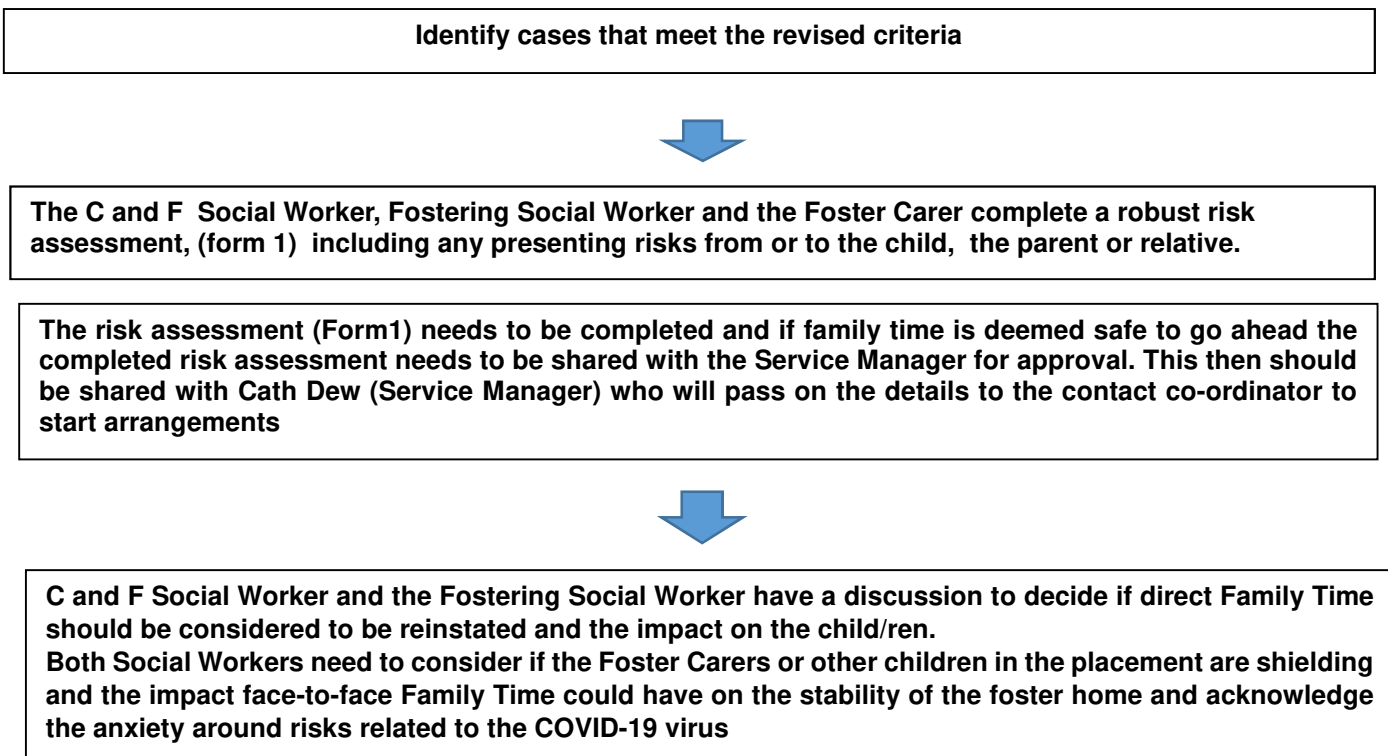 Identify cases that meet the revised criteria
The C and F Social Worker, Fostering Social Worker and the Foster Carer complete a robust risk
assessment, (form 1) including any presenting risks from or to the child, the parent or relative.
The risk assessment (Form1) needs to be completed and if family time is deemed safe to go ahead the
completed risk assessment needs to be shared with the Service Manager for approval. This then should
be shared with Cath Dew (Service Manager) who will pass on the details to the contact co-ordinator to
start arrangements
C and F Social Worker and the Fostering Social Worker have a discussion to decide if direct Family Time
should be considered to be reinstated and the impact on the child/ren.
Both Social Workers need to consider if the Foster Carers or other children in the placement are shielding
and the impact face-to-face Family Time could have on the stability of the foster home and acknowledge
the anxiety around risks related to the COVID-19 virus